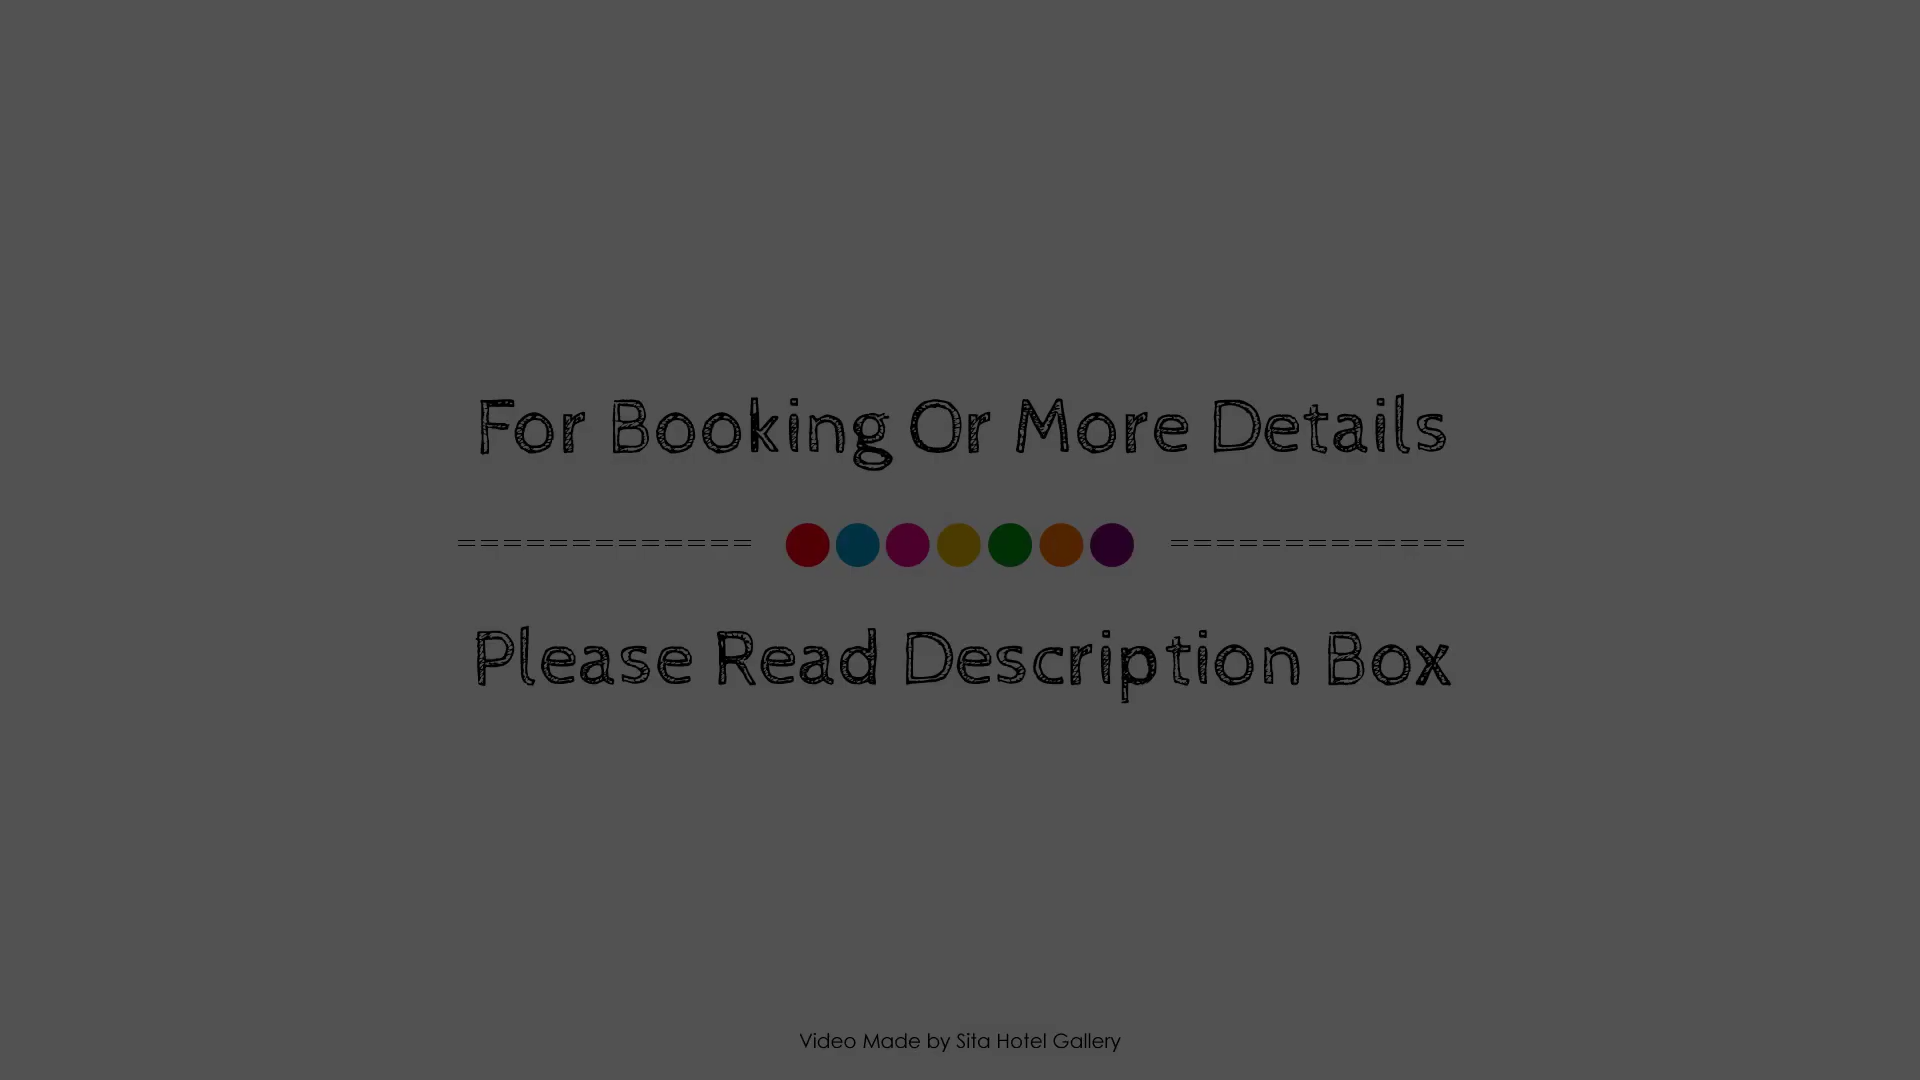 For Booking Or More Details
============= =============
Please Read Description Box
Video Made by Sita Hotel Gallery